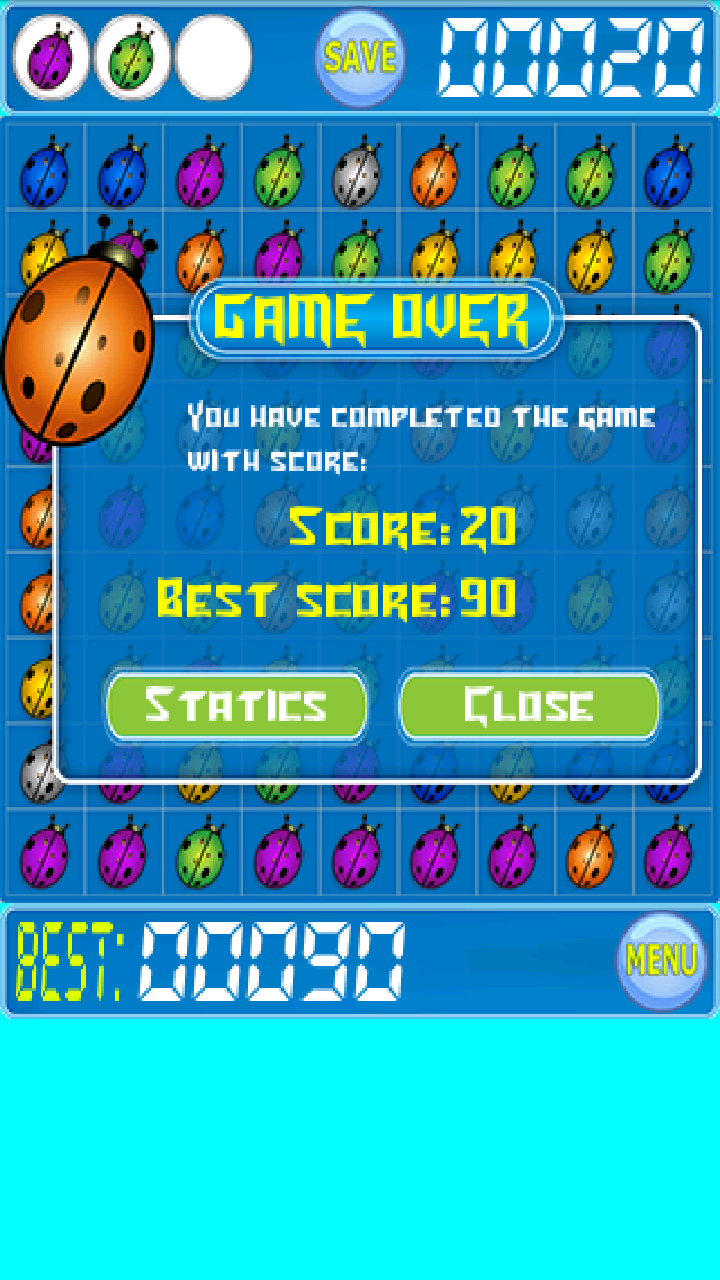 SAVE
00020
GAME OVER
You have completed the game
with score:
Score: 20
Best score: 90
Statics
Close
BEST: 00090
MENU